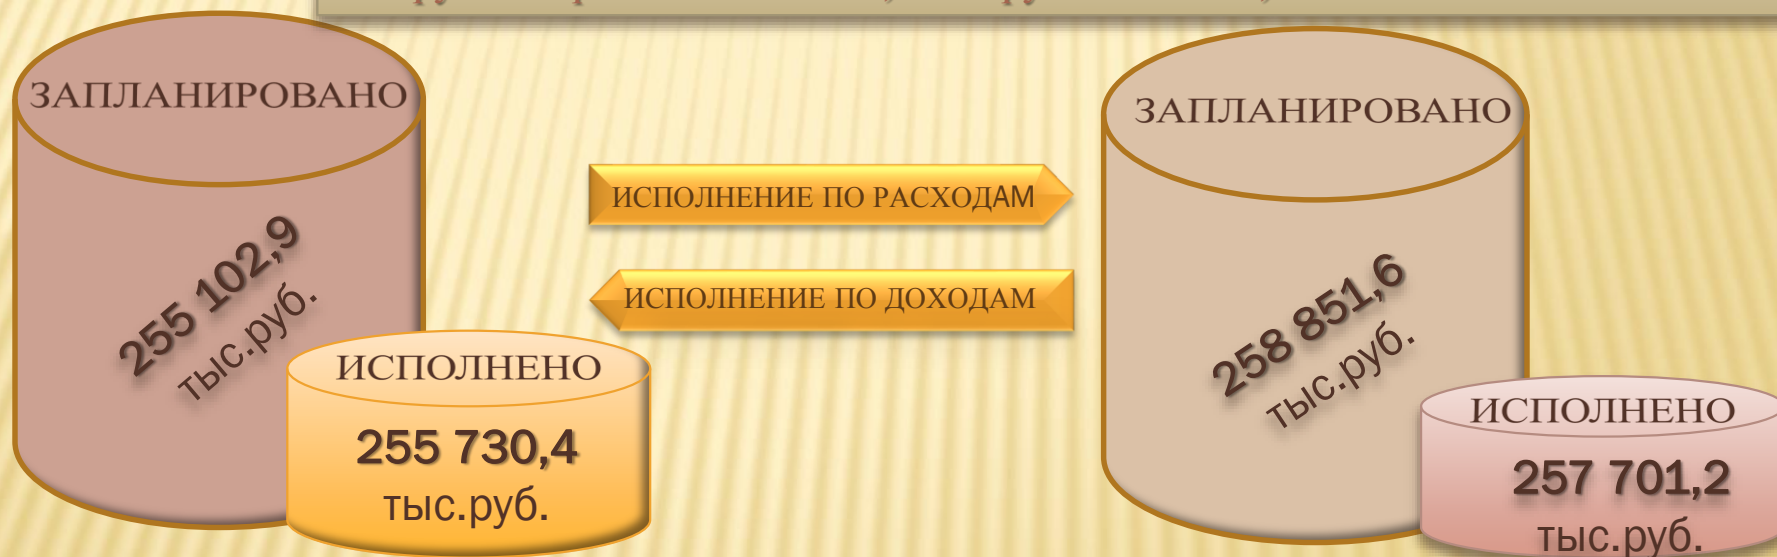 ЗАПЛАНИРОВАНО
255 102,9
тыс.руб.
ИСПОЛНЕНО
255 730,4
тыс.руб.
ИСПОЛНЕНИЕ ПО РАСХОДАМ
ИСПОЛНЕНИЕ ПО ДОХОДАМ
ЗАПЛАНИРОВАНО
258 851,6
тыс.руб.
ИСПОЛНЕНО
257 701,2
тыс.руб.